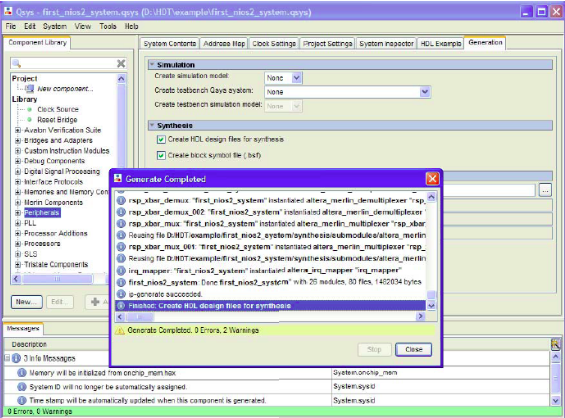 Qsys - first_nios2_system.qsys (D:\HDT\example\first_nios2_system.qsys)
File Edit System View Tools Help
Component Library
System Contents Address Map Clock Settings Project Settings System Inspector HDL Example Generation
Project
New component...
Library
Clock Source
Reset Bridge
Avalon Verification Suite
Bridges and Adapters
Custom Instruction Modules
Debug Components
Digital Signal Processing
Interface Protocols
Memories and Memory Con
Merlin Components
Peripherals
PLL
Processor Additions
Processors
SLS
Tristate Components
New... Edit... Ad
Simulation
Create simulation model: None
Create testbench Qsys system: None
Create testbench simulation model: None
Synthesis
Create HDL design files for synthesis
Create block symbol file (.bsf)
Generate Completed
rsp_xbar_demux: "first_nios2_system" instantiated altera_merlin_demultiplexer "rsp_
rsp_xbar_demux_002: "first_nios2_system" instantiated altera_merlin_demultiplexer "
rsp_xbar_mux: "first_nios2_system" instantiated altera_merlin_multiplexer "rsp_xbar
Reusing file D:/HDT/example/first_nios2_system/synthesis/submodules/altera_merlin
rsp_xbar_mux_001: "first_nios2_system" instantiated altera_merlin_multiplexer "rsp_
Reusing file D:/HDT/example/first_nios2_system/synthesis/submodules/altera_merlin
irq_mapper: "first_nios2_system" instantiated altera_irq_mapper "irq_mapper"
first_nios2_system: Done first_nios2_system" with 26 modules, 80 files, 1462034 bytes
ip-generate succeeded.
Finished: Create HDL design files for synthesis
Generate Completed. 0 Errors, 2 Warnings
Stop Close
Messages
Description
3 Info Messages
Memory will be initialized from onchip_mem.hex System.onchip_mem
System ID will no longer be automatically assigned. System.sysid
Time stamp will be automatically updated when this component is generated. System.sysid
0 Errors, 0 Warnings